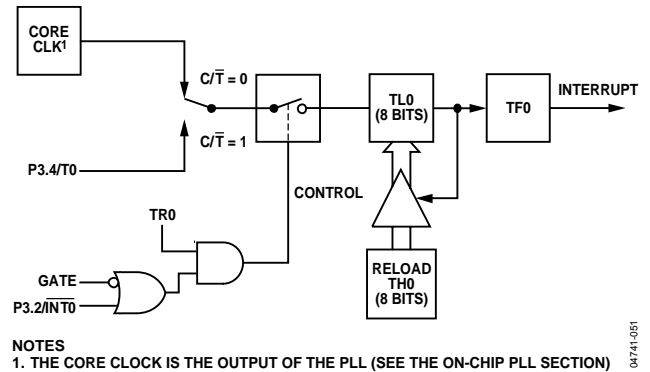 CORE
CLK1
C/T̅ = 0
C/T̅ = 1
P3.4/T0
TL0
(8 BITS)
TF0
INTERRUPT
CONTROL
TR0
GATE
P3.2/I̅N̅T̅0̅
RELOAD
TH0
(8 BITS)
NOTES
1. THE CORE CLOCK IS THE OUTPUT OF THE PLL (SEE THE ON-CHIP PLL SECTION)
04741-051